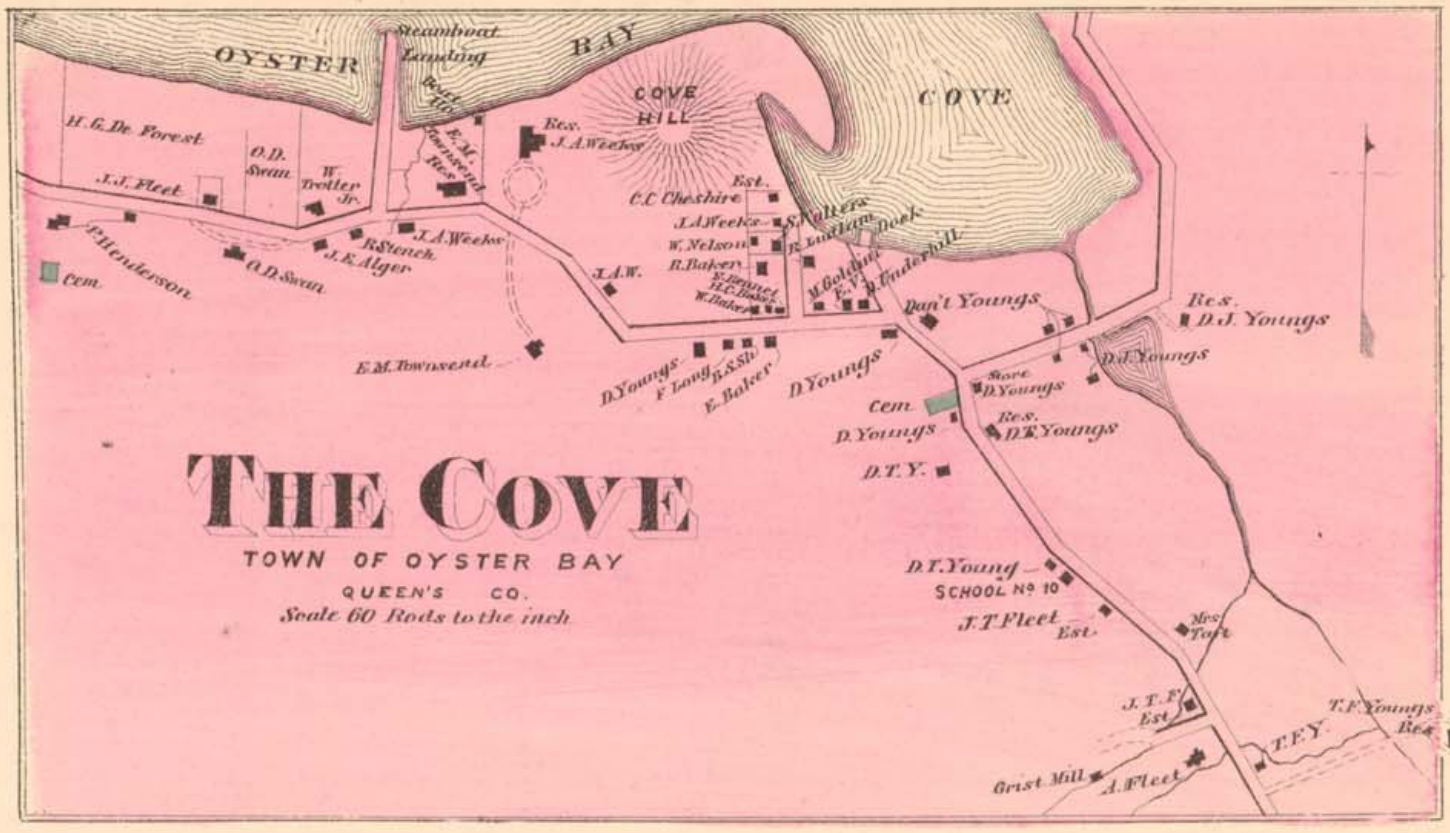 Steamboat
Landing
OYSTER BAY
COVE
COVE
HILL
Boat
H.
E.M.
Townsend
Res.
Res.
J.A. Weeks
H.G. De Forest
O.D.
Swan
W.
Trotter
Jr.
J.J. Fleet
P. Henderson
Cem
O.D. Swan
J.E. Alger
R. Stench
J.A. Weeks
J.A.W.
E.M. Townsend
Est.
C.C. Cheshire
J.A. Weeks
S. Walters
W. Nelson
R. Ludlam
Dock
R. Baker
E. Bennet
H.C. Baker
W. Baker
E.V.
D. Underhill
Dan'l Youngs
Res.
D.J. Youngs
D.J. Youngs
D. Youngs
F Long
B.S.Sh
E. Baker
D. Youngs
Store
D. Youngs
Cem
D. Youngs
Res.
D.T. Youngs
D.T.Y.
THE COVE
TOWN OF OYSTER BAY
QUEEN'S CO.
Scale 60 Rods to the inch
D.T. Young
SCHOOL No 10
J.T Fleet
Est.
Mrs
Taft
J.T.F
Est
T.F. Youngs
Res
T.F.Y.
Grist Mill
A. Fleet